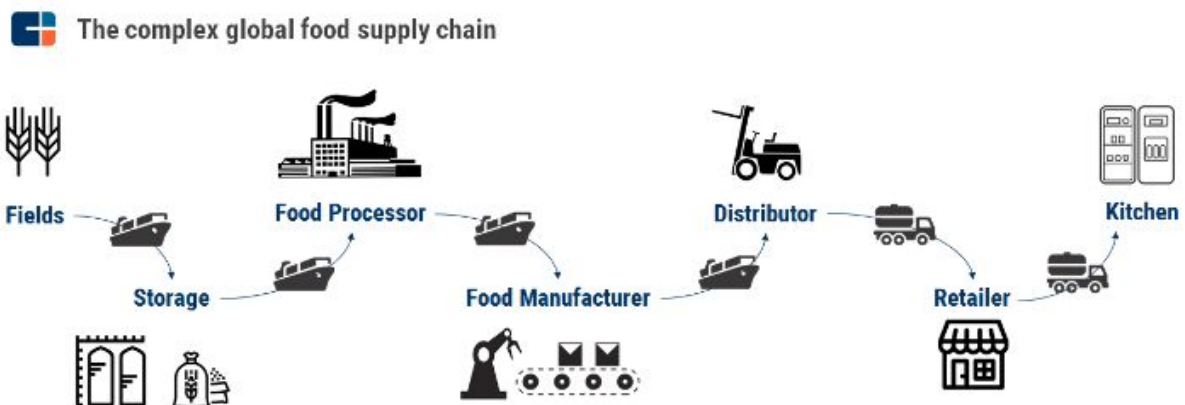 The complex global food supply chain
Fields
Food Processor
Distributor
Kitchen
Storage
Food Manufacturer
Retailer